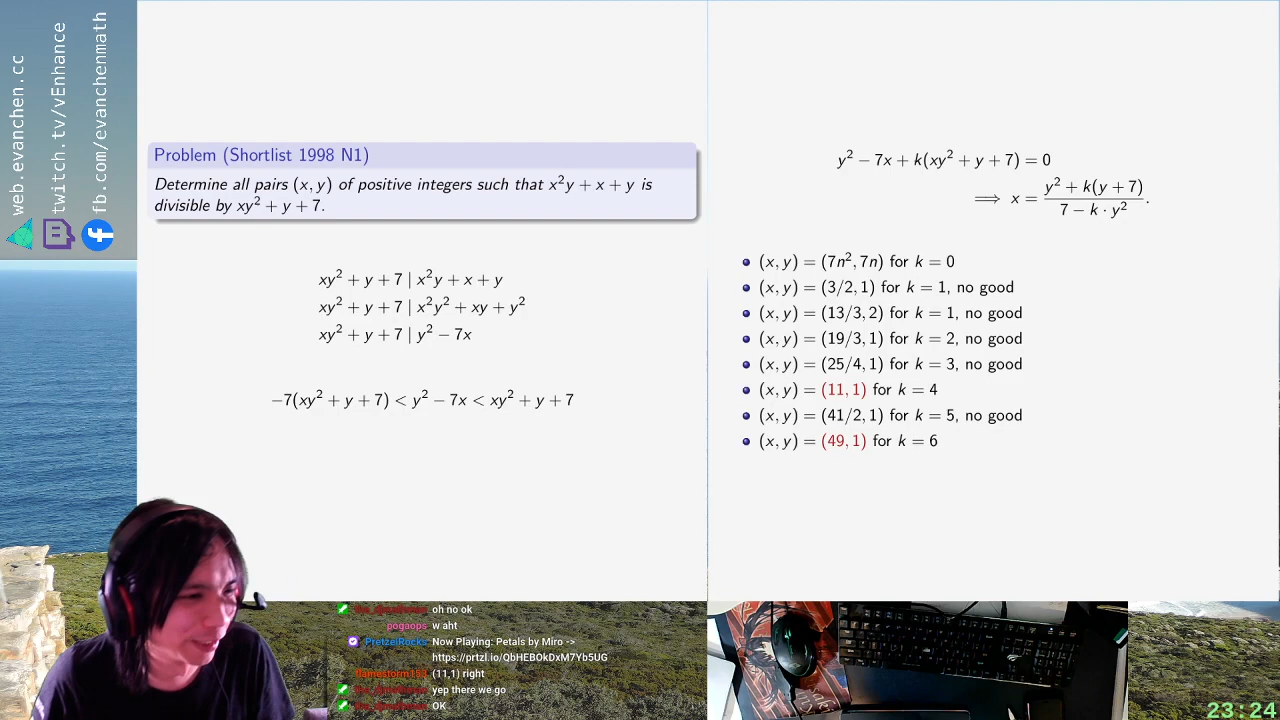 web.evanchen.cc
twitch.tv/vEnhance
fb.com/evanchenmath
Problem (Shortlist 1998 N1)
Determine all pairs (x, y) of positive integers such that x²y + x + y is
divisible by xy² + y + 7.
xy² + y + 7 | x²y + x + y
xy² + y + 7 | x²y² + xy + y²
xy² + y + 7 | y² − 7x
−7(xy² + y + 7) < y² − 7x < xy² + y + 7
y² − 7x + k(xy² + y + 7) = 0
⟹ x = (y² + k(y + 7)) / (7 − k · y²).
• (x, y) = (7n², 7n) for k = 0
• (x, y) = (3/2, 1) for k = 1, no good
• (x, y) = (13/3, 2) for k = 1, no good
• (x, y) = (19/3, 1) for k = 2, no good
• (x, y) = (25/4, 1) for k = 3, no good
• (x, y) = (11, 1) for k = 4
• (x, y) = (41/2, 1) for k = 5, no good
• (x, y) = (49, 1) for k = 6
oh no ok
pogaops: w aht
PretzelRocks: Now Playing: Petals by Miro ->
https://prtzl.io/QbHEBOkDxM7Yb5UG
(11,1) right
yep there we go
OK
23:24